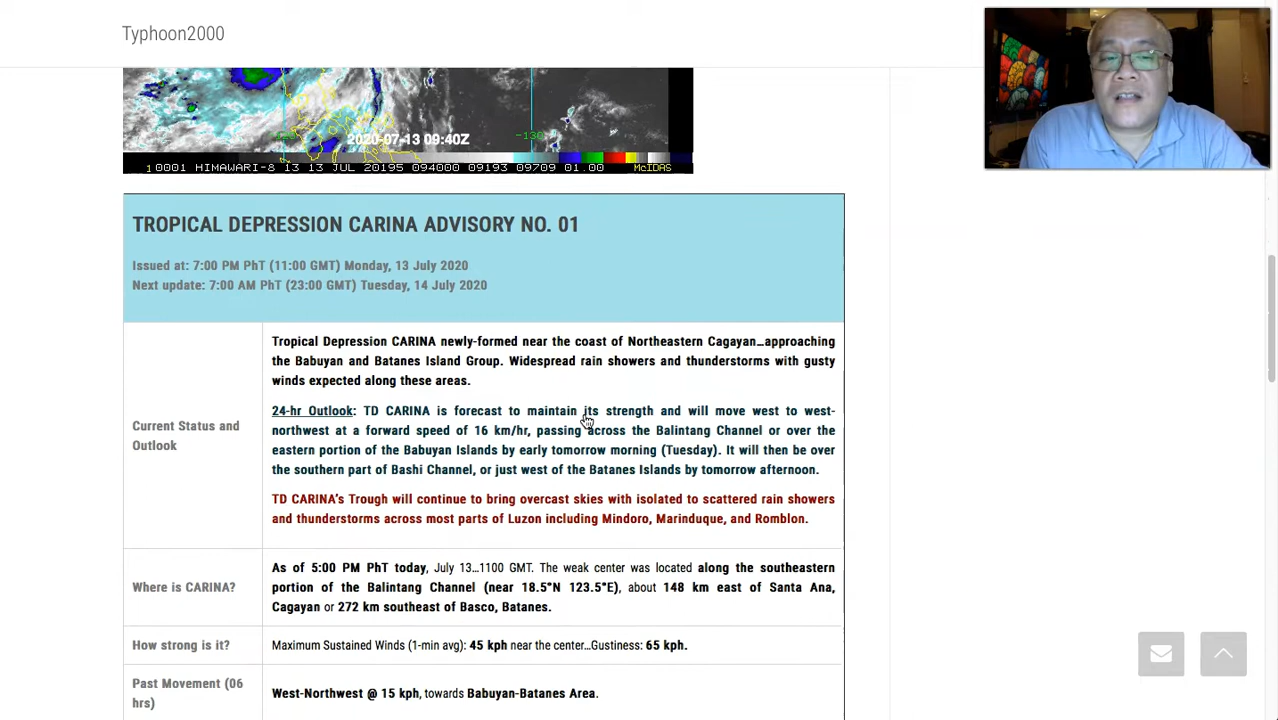 Typhoon2000
2020-07-13 09:40Z
-130
1 0001 HIMAWARI-8 13 13 JUL 20195 094000 09193 09709 01.00 McIDAS
TROPICAL DEPRESSION CARINA ADVISORY NO. 01
Issued at: 7:00 PM PhT (11:00 GMT) Monday, 13 July 2020
Next update: 7:00 AM PhT (23:00 GMT) Tuesday, 14 July 2020
Current Status and
Outlook
Tropical Depression CARINA newly-formed near the coast of Northeastern Cagayan…approaching
the Babuyan and Batanes Island Group. Widespread rain showers and thunderstorms with gusty
winds expected along these areas.
24-hr Outlook: TD CARINA is forecast to maintain its strength and will move west to west-
northwest at a forward speed of 16 km/hr, passing across the Balintang Channel or over the
eastern portion of the Babuyan Islands by early tomorrow morning (Tuesday). It will then be over
the southern part of Bashi Channel, or just west of the Batanes Islands by tomorrow afternoon.
TD CARINA's Trough will continue to bring overcast skies with isolated to scattered rain showers
and thunderstorms across most parts of Luzon including Mindoro, Marinduque, and Romblon.
Where is CARINA?
As of 5:00 PM PhT today, July 13…1100 GMT. The weak center was located along the southeastern
portion of the Balintang Channel (near 18.5°N 123.5°E), about 148 km east of Santa Ana,
Cagayan or 272 km southeast of Basco, Batanes.
How strong is it?
Maximum Sustained Winds (1-min avg): 45 kph near the center…Gustiness: 65 kph.
Past Movement (06
hrs)
West-Northwest @ 15 kph, towards Babuyan-Batanes Area.